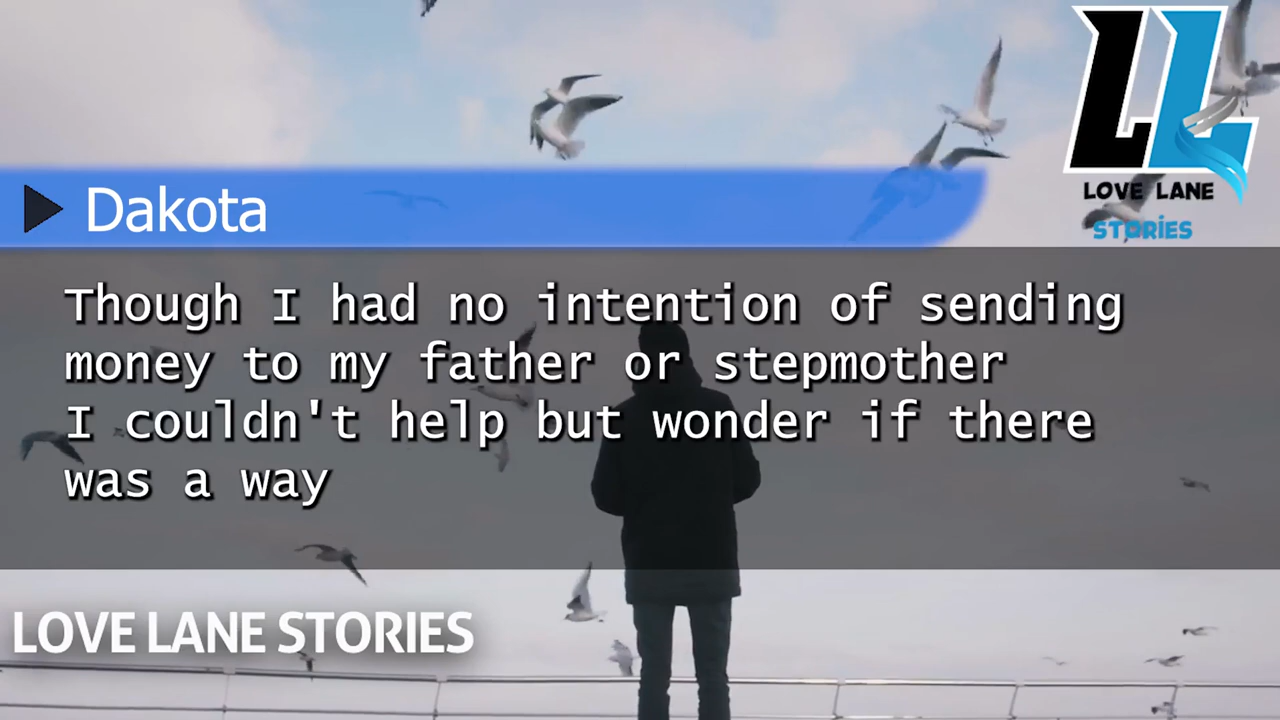 LL
LOVE LANE
STORIES
Dakota
Though I had no intention of sending
money to my father or stepmother
I couldn't help but wonder if there
was a way
LOVE LANE STORIES